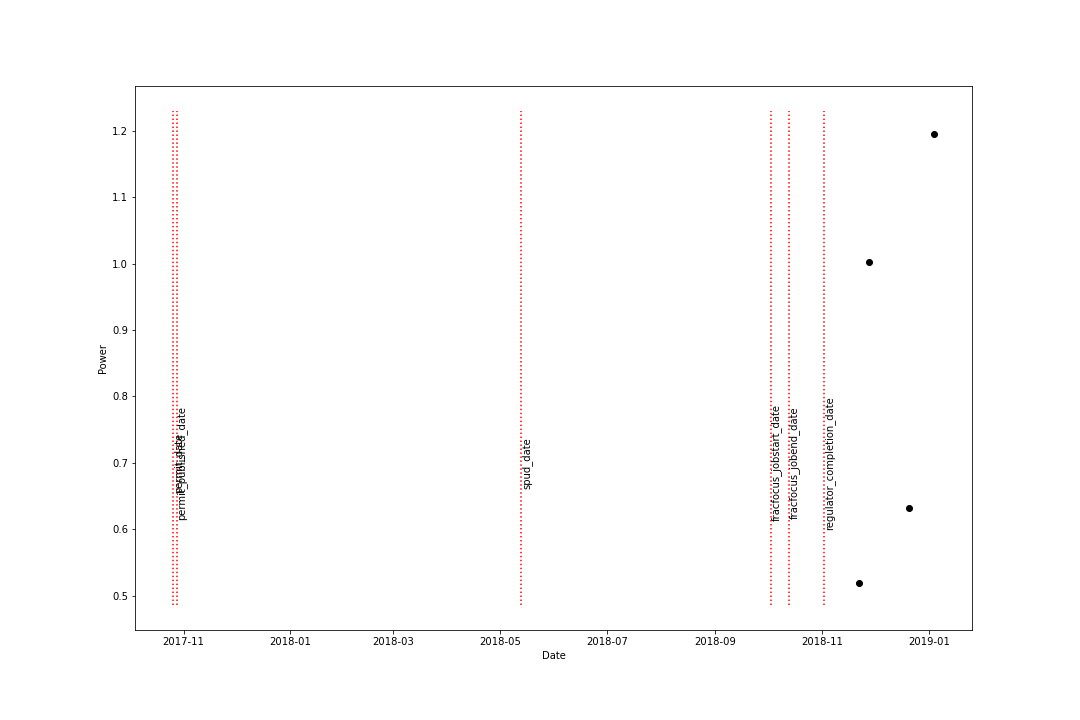 1.2
1.1
1.0
0.9
0.8
0.7
0.6
0.5
Power
permit_date
permit_published_date
spud_date
fracfocus_jobstart_date
fracfocus_jobend_date
regulator_completion_date
2017-11
2018-01
2018-03
2018-05
2018-07
2018-09
2018-11
2019-01
Date